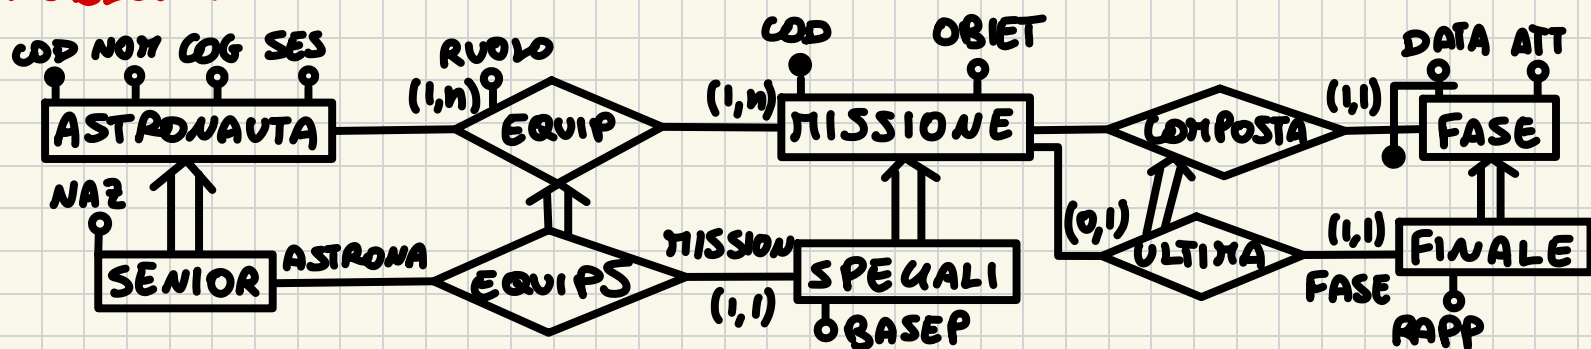 COD NOM COG SES
RUOLO
COD
OBIET
DATA ATT
(1,n)
(1,n)
(1,1)
ASTRONAUTA
EQUIP
MISSIONE
COMPOSTA
FASE
NAZ
ASTRONA
MISSION
(0,1)
(1,1)
SENIOR
EQUIPS
SPECIALI
ULTIMA
FINALE
(1,1)
FASE
BASEP
RAPP